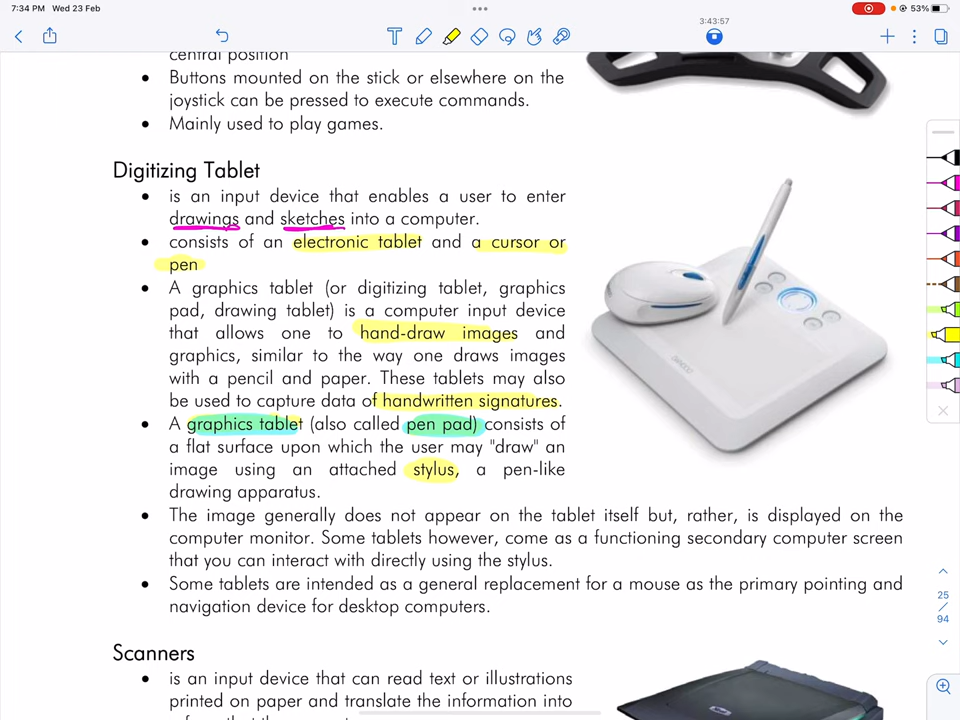 7:34 PM Wed 23 Feb
53%
3:43:57
central position
• Buttons mounted on the stick or elsewhere on the
joystick can be pressed to execute commands.
• Mainly used to play games.
Digitizing Tablet
• is an input device that enables a user to enter
drawings and sketches into a computer.
• consists of an electronic tablet and a cursor or
pen
• A graphics tablet (or digitizing tablet, graphics
pad, drawing tablet) is a computer input device
that allows one to hand-draw images and
graphics, similar to the way one draws images
with a pencil and paper. These tablets may also
be used to capture data of handwritten signatures.
• A graphics tablet (also called pen pad) consists of
a flat surface upon which the user may "draw" an
image using an attached stylus, a pen-like
drawing apparatus.
• The image generally does not appear on the tablet itself but, rather, is displayed on the
computer monitor. Some tablets however, come as a functioning secondary computer screen
that you can interact with directly using the stylus.
• Some tablets are intended as a general replacement for a mouse as the primary pointing and
navigation device for desktop computers.
25
/
94
Scanners
• is an input device that can read text or illustrations
printed on paper and translate the information into